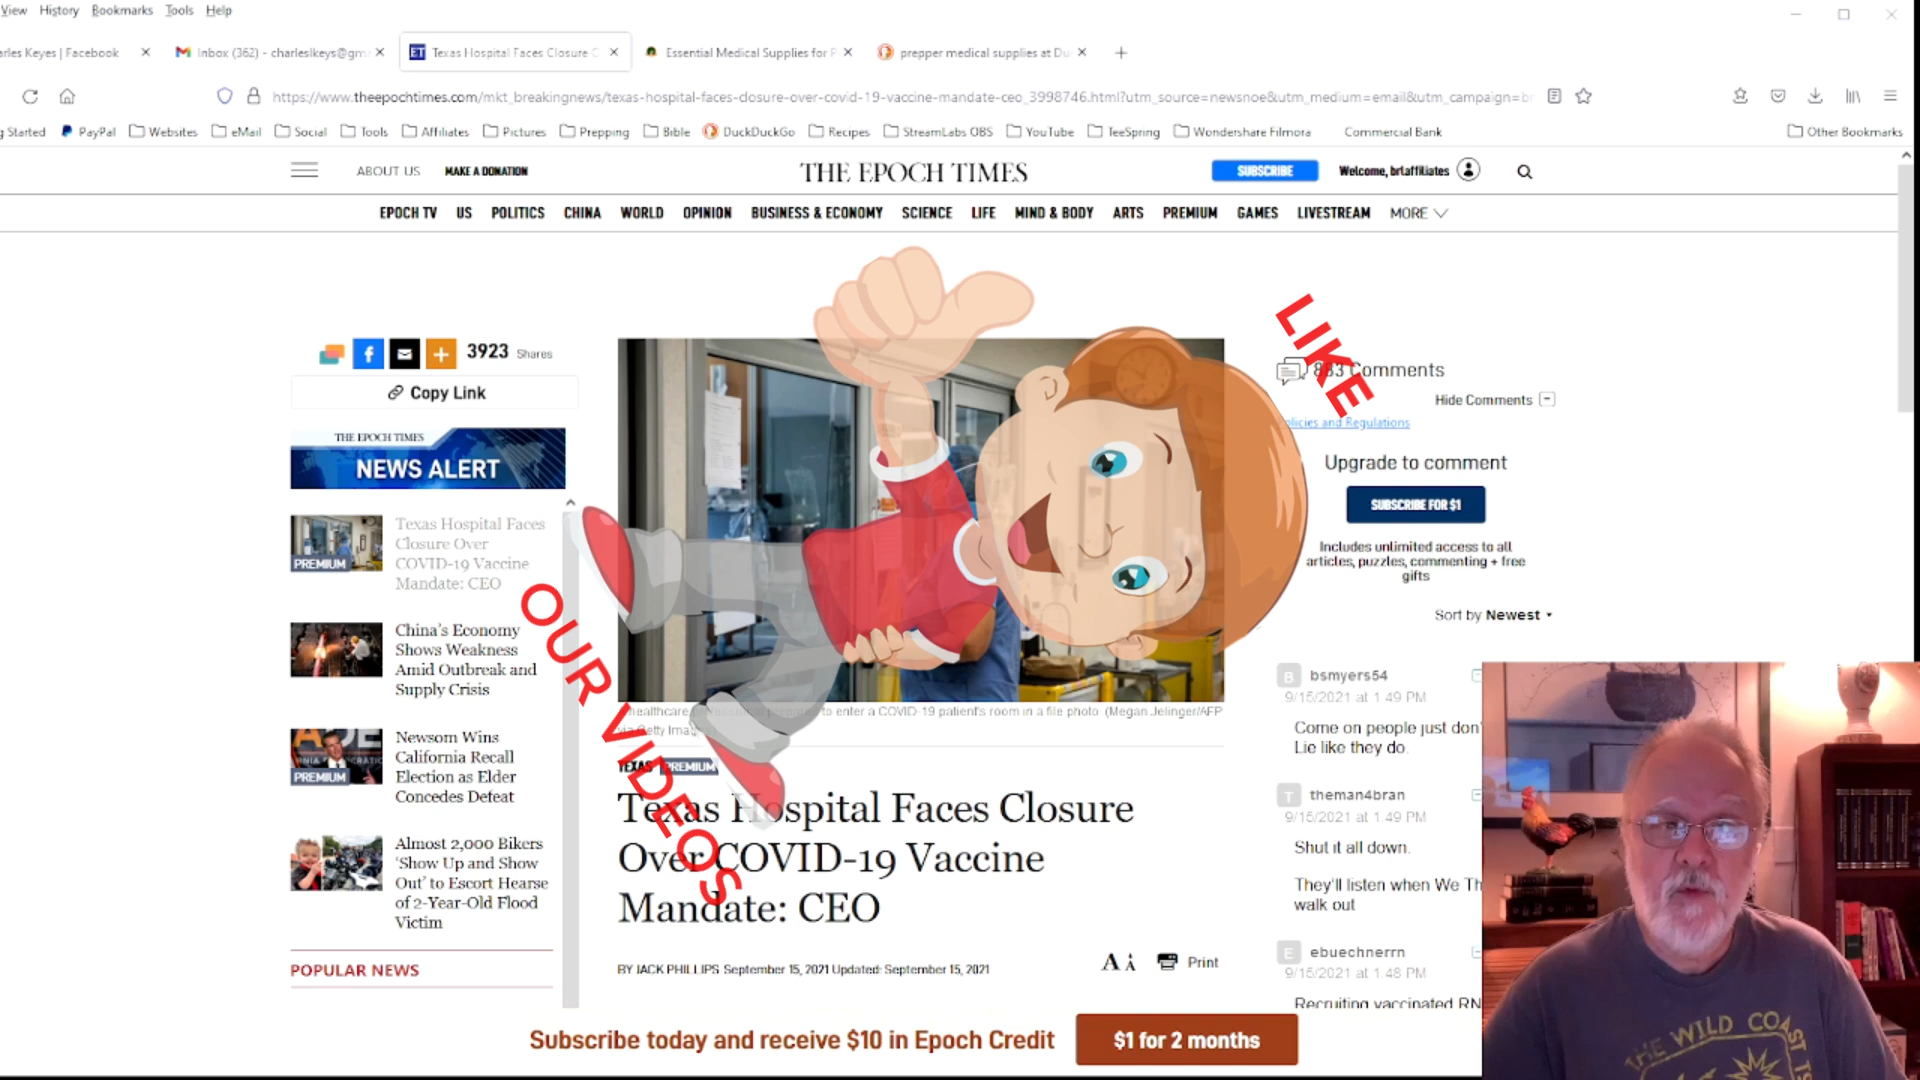 View History Bookmarks Tools Help
arles Keyes | Facebook
Inbox (362) - charleslkeys@gm
Texas Hospital Faces Closure
Essential Medical Supplies for P
prepper medical supplies at Du
https://www.theepochtimes.com/mkt_breakingnews/texas-hospital-faces-closure-over-covid-19-vaccine-mandate-ceo_3998746.html?utm_source=newsnoe&utm_medium=email&utm_campaign=br
g Started PayPal Websites eMail Social Tools Affiliates Pictures Prepping Bible DuckDuckGo Recipes StreamLabs OBS YouTube TeeSpring Wondershare Filmora Commercial Bank Other Bookmarks
ABOUT US MAKE A DONATION THE EPOCH TIMES SUBSCRIBE Welcome, brlaffiliates
EPOCH TV US POLITICS CHINA WORLD OPINION BUSINESS & ECONOMY SCIENCE LIFE MIND & BODY ARTS PREMIUM GAMES LIVESTREAM MORE
3923 Shares
Copy Link
THE EPOCH TIMES
NEWS ALERT
PREMIUM
Texas Hospital Faces
Closure Over
COVID-19 Vaccine
Mandate: CEO
China's Economy
Shows Weakness
Amid Outbreak and
Supply Crisis
PREMIUM
Newsom Wins
California Recall
Election as Elder
Concedes Defeat
Almost 2,000 Bikers
'Show Up and Show
Out' to Escort Hearse
of 2-Year-Old Flood
Victim
POPULAR NEWS
LIKE
OUR VIDEOS
healthcare to enter a COVID-19 patient's room in a file photo. (Megan Jelinger/AFP
via Getty Imag
TEXAS PREMIUM
Texas Hospital Faces Closure
Over COVID-19 Vaccine
Mandate: CEO
BY JACK PHILLIPS September 15, 2021 Updated: September 15, 2021
A A Print
883 Comments
Hide Comments
olicies and Regulations
Upgrade to comment
SUBSCRIBE FOR $1
Includes unlimited access to all
articles, puzzles, commenting + free
gifts
Sort by Newest
B bsmyers54
9/15/2021 at 1:49 PM
Come on people just don'
Lie like they do.
T theman4bran
9/15/2021 at 1:49 PM
Shut it all down.
They'll listen when We Th
walk out
E ebuechnerrn
9/15/2021 at 1:48 PM
Recruiting vaccinated RN
Subscribe today and receive $10 in Epoch Credit
$1 for 2 months
THE WILD COAST